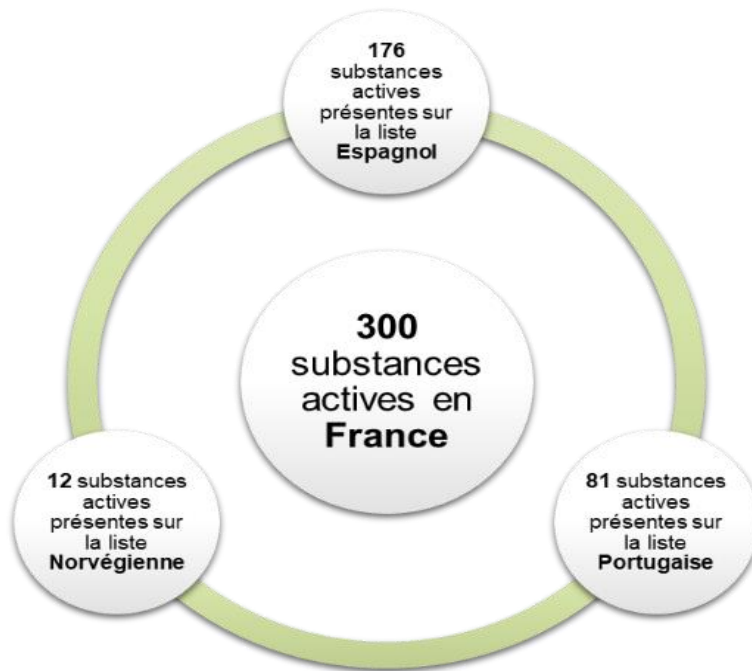 176
substances
actives
présentes sur
la liste
Espagnol
300
substances
actives en
France
12 substances
actives
présentes sur
la liste
Norvégienne
81 substances
actives
présentes sur
la liste
Portugaise